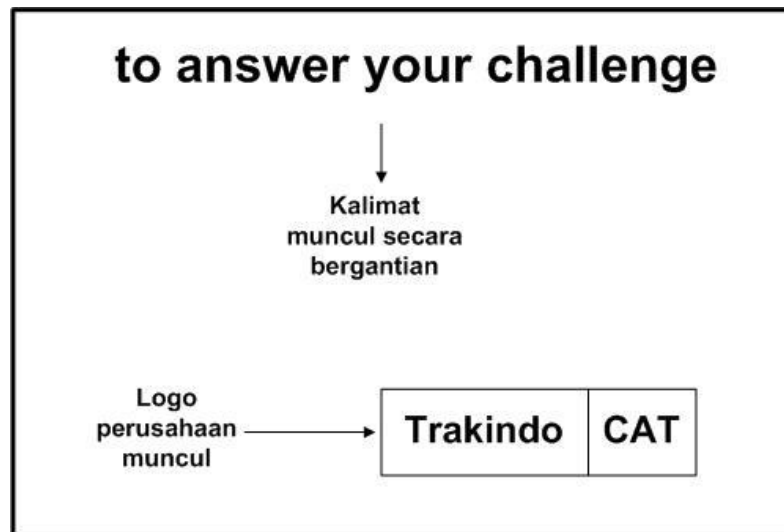 to answer your challenge
Kalimat
muncul secara
bergantian
Logo
perusahaan
muncul
Trakindo CAT